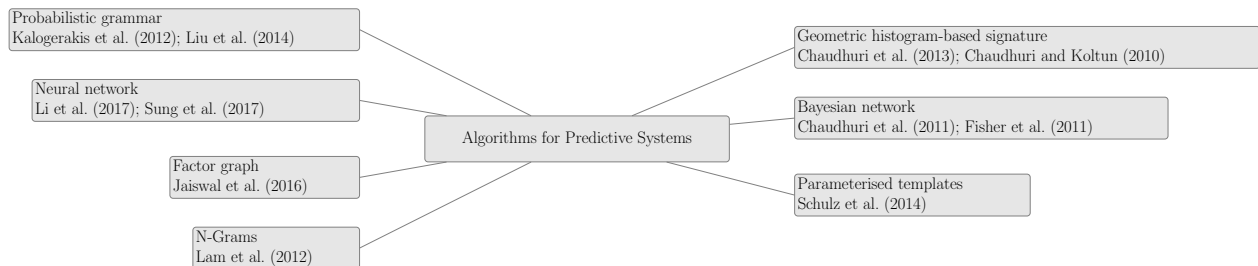 Probabilistic grammar
Kalogerakis et al. (2012); Liu et al. (2014)
Neural network
Li et al. (2017); Sung et al. (2017)
Factor graph
Jaiswal et al. (2016)
N-Grams
Lam et al. (2012)
Algorithms for Predictive Systems
Geometric histogram-based signature
Chaudhuri et al. (2013); Chaudhuri and Koltun (2010)
Bayesian network
Chaudhuri et al. (2011); Fisher et al. (2011)
Parameterised templates
Schulz et al. (2014)